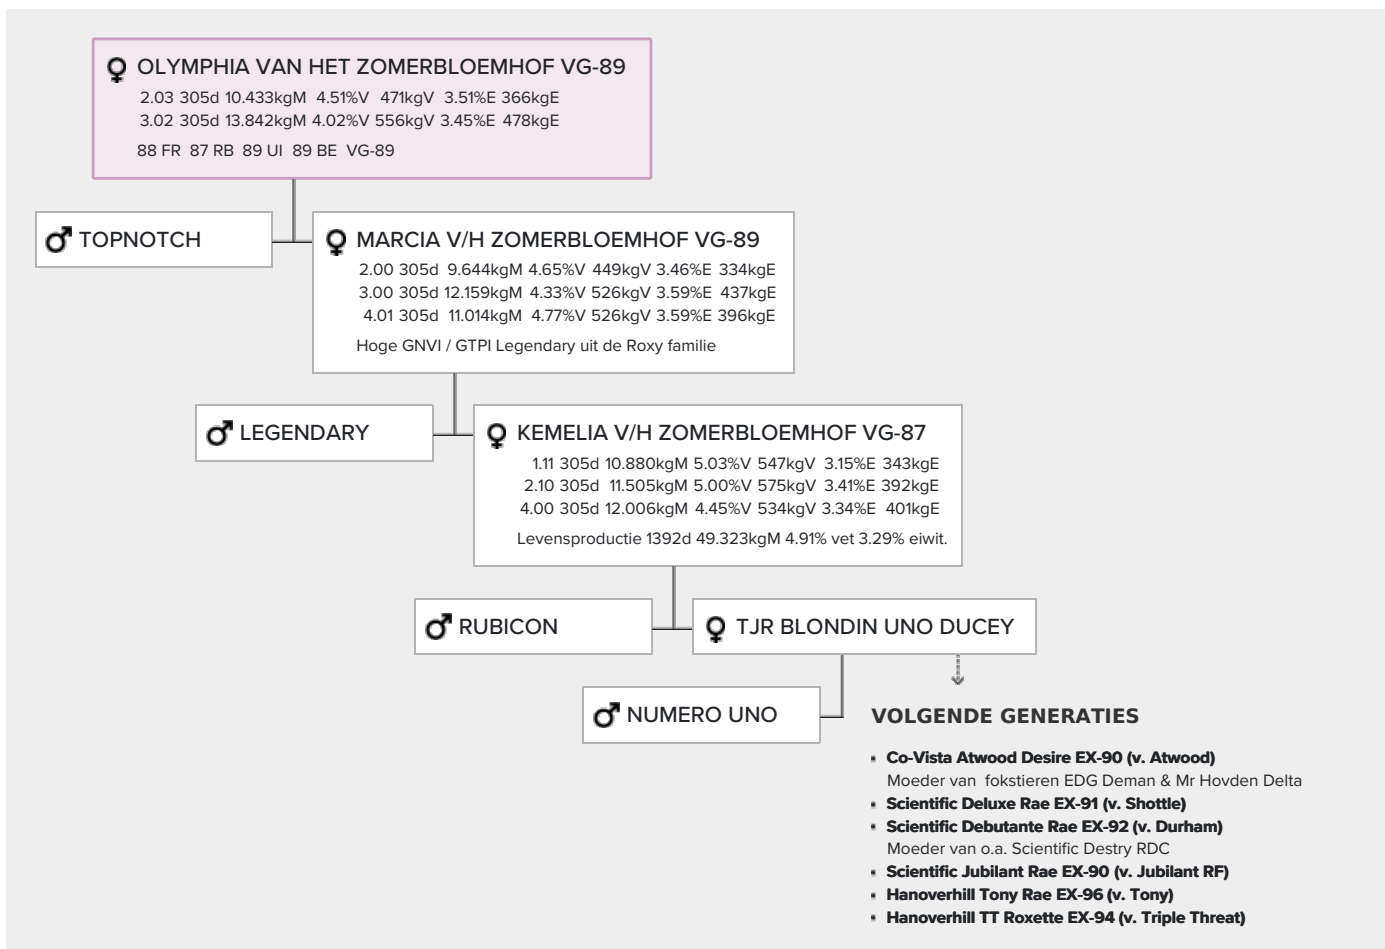 OLYMPHIA VAN HET ZOMERBLOEMHOF VG-89
2.03 305d 10.433kgM 4.51%V 471kgV 3.51%E 366kgE
3.02 305d 13.842kgM 4.02%V 556kgV 3.45%E 478kgE
88 FR 87 RB 89 UI 89 BE VG-89
TOPNOTCH
MARCIA V/H ZOMERBLOEMHOF VG-89
2.00 305d 9.644kgM 4.65%V 449kgV 3.46%E 334kgE
3.00 305d 12.159kgM 4.33%V 526kgV 3.59%E 437kgE
4.01 305d 11.014kgM 4.77%V 526kgV 3.59%E 396kgE
Hoge GNVI / GTPI Legendary uit de Roxy familie
LEGENDARY
KEMELIA V/H ZOMERBLOEMHOF VG-87
1.11 305d 10.880kgM 5.03%V 547kgV 3.15%E 343kgE
2.10 305d 11.505kgM 5.00%V 575kgV 3.41%E 392kgE
4.00 305d 12.006kgM 4.45%V 534kgV 3.34%E 401kgE
Levensproductie 1392d 49.323kgM 4.91% vet 3.29% eiwit.
RUBICON
TJR BLONDIN UNO DUCEY
NUMERO UNO
VOLGENDE GENERATIES
Co-Vista Atwood Desire EX-90 (v. Atwood)
Moeder van fokstieren EDG Deman & Mr Hovden Delta
Scientific Deluxe Rae EX-91 (v. Shottle)
Scientific Debutante Rae EX-92 (v. Durham)
Moeder van o.a. Scientific Destry RDC
Scientific Jubilant Rae EX-90 (v. Jubilant RF)
Hanoverhill Tony Rae EX-96 (v. Tony)
Hanoverhill TT Roxette EX-94 (v. Triple Threat)